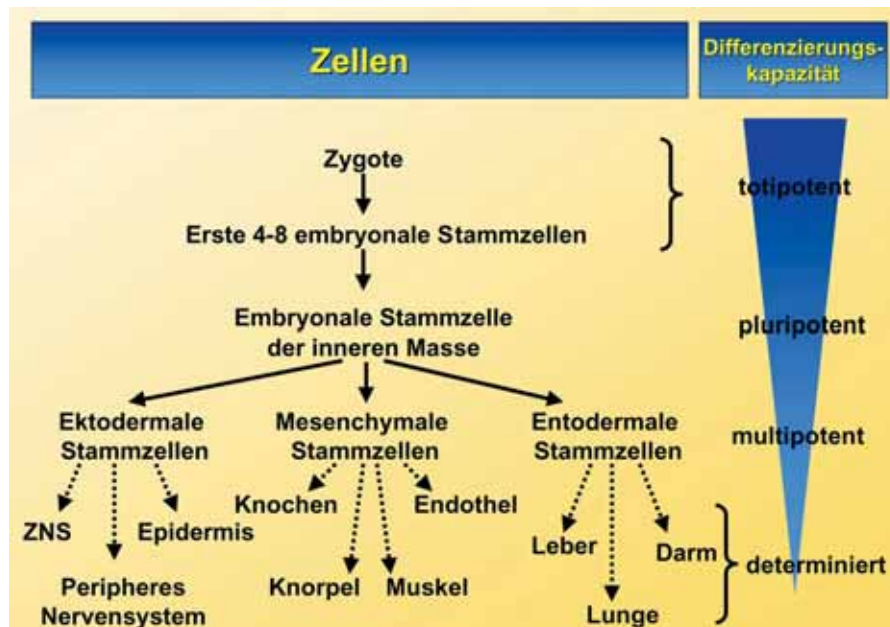 Zellen
Differenzierungs-
kapazität
Zygote
totipotent
Erste 4-8 embryonale Stammzellen
Embryonale Stammzelle
der inneren Masse
pluripotent
Ektodermale
Stammzellen
Mesenchymale
Stammzellen
Entodermale
Stammzellen
multipotent
ZNS
Epidermis
Peripheres
Nervensystem
Knochen
Endothel
Knorpel
Muskel
Leber
Darm
Lunge
determiniert